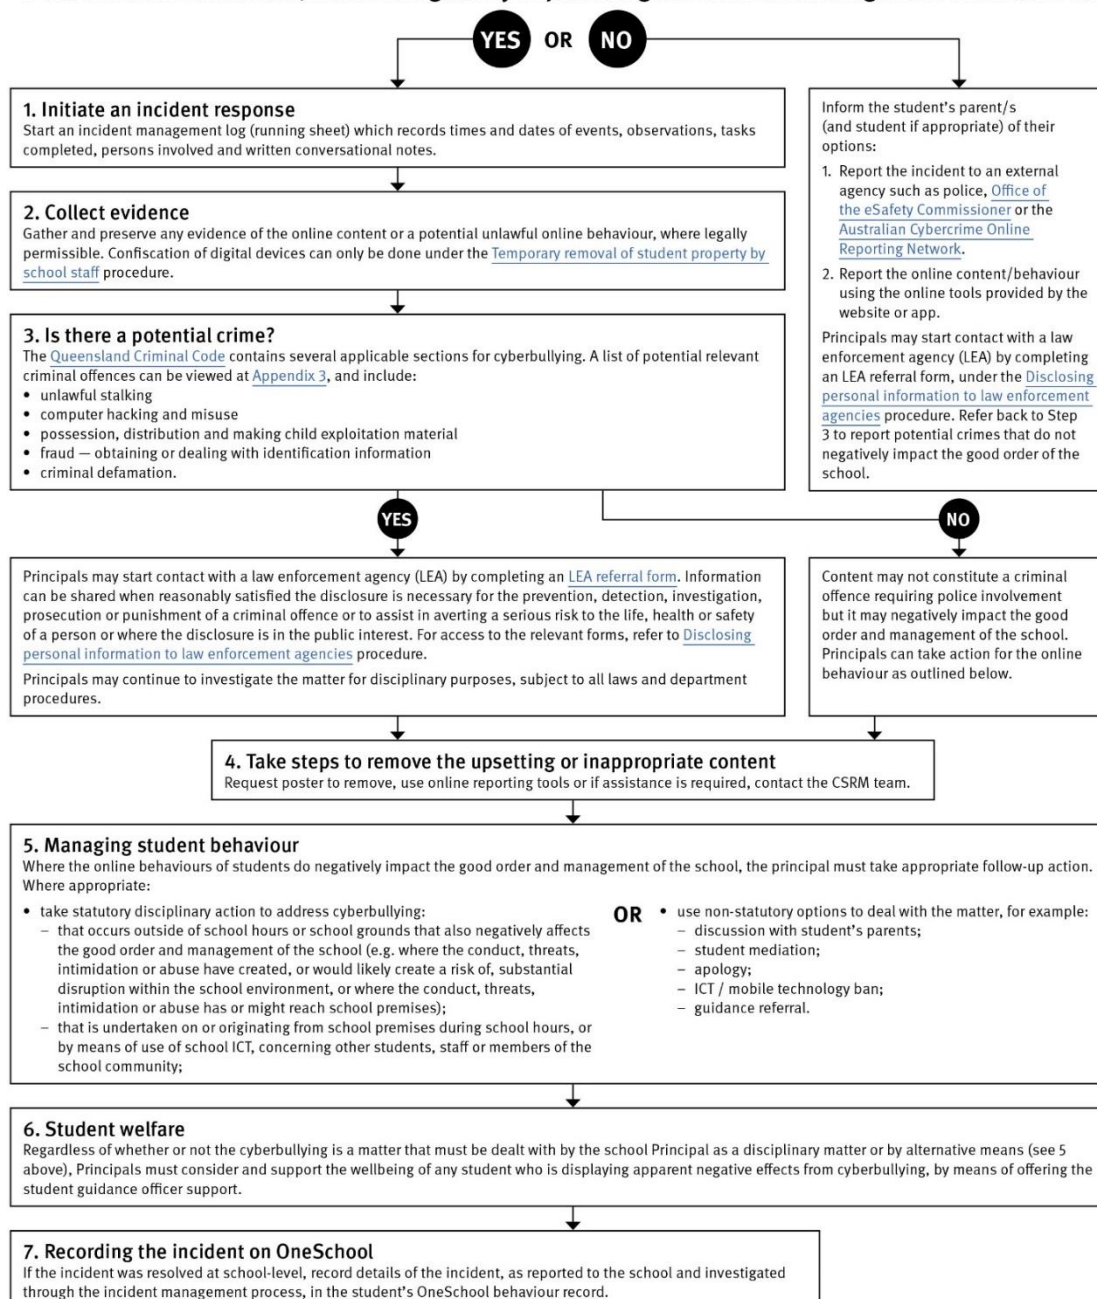 YES OR NO
1. Initiate an incident response
Start an incident management log (running sheet) which records times and dates of events, observations, tasks
completed, persons involved and written conversational notes.
2. Collect evidence
Gather and preserve any evidence of the online content or a potential unlawful online behaviour, where legally
permissible. Confiscation of digital devices can only be done under the Temporary removal of student property by
school staff procedure.
3. Is there a potential crime?
The Queensland Criminal Code contains several applicable sections for cyberbullying. A list of potential relevant
criminal offences can be viewed at Appendix 3, and include:
• unlawful stalking
• computer hacking and misuse
• possession, distribution and making child exploitation material
• fraud — obtaining or dealing with identification information
• criminal defamation.
Inform the student's parent/s
(and student if appropriate) of their
options:
1. Report the incident to an external
agency such as police, Office of
the eSafety Commissioner or the
Australian Cybercrime Online
Reporting Network.
2. Report the online content/behaviour
using the online tools provided by the
website or app.
Principals may start contact with a law
enforcement agency (LEA) by completing
an LEA referral form, under the Disclosing
personal information to law enforcement
agencies procedure. Refer back to Step
3 to report potential crimes that do not
negatively impact the good order of the
school.
YES
NO
Principals may start contact with a law enforcement agency (LEA) by completing an LEA referral form. Information
can be shared when reasonably satisfied the disclosure is necessary for the prevention, detection, investigation,
prosecution or punishment of a criminal offence or to assist in averting a serious risk to the life, health or safety
of a person or where the disclosure is in the public interest. For access to the relevant forms, refer to Disclosing
personal information to law enforcement agencies procedure.
Principals may continue to investigate the matter for disciplinary purposes, subject to all laws and department
procedures.
Content may not constitute a criminal
offence requiring police involvement
but it may negatively impact the good
order and management of the school.
Principals can take action for the online
behaviour as outlined below.
4. Take steps to remove the upsetting or inappropriate content
Request poster to remove, use online reporting tools or if assistance is required, contact the CSRM team.
5. Managing student behaviour
Where the online behaviours of students do negatively impact the good order and management of the school, the principal must take appropriate follow-up action.
Where appropriate:
• take statutory disciplinary action to address cyberbullying:
– that occurs outside of school hours or school grounds that also negatively affects
the good order and management of the school (e.g. where the conduct, threats,
intimidation or abuse have created, or would likely create a risk of, substantial
disruption within the school environment, or where the conduct, threats,
intimidation or abuse has or might reach school premises);
– that is undertaken on or originating from school premises during school hours, or
by means of use of school ICT, concerning other students, staff or members of the
school community;
OR
• use non-statutory options to deal with the matter, for example:
– discussion with student's parents;
– student mediation;
– apology;
– ICT / mobile technology ban;
– guidance referral.
6. Student welfare
Regardless of whether or not the cyberbullying is a matter that must be dealt with by the school Principal as a disciplinary matter or by alternative means (see 5
above), Principals must consider and support the wellbeing of any student who is displaying apparent negative effects from cyberbullying, by means of offering the
student guidance officer support.
7. Recording the incident on OneSchool
If the incident was resolved at school-level, record details of the incident, as reported to the school and investigated
through the incident management process, in the student's OneSchool behaviour record.